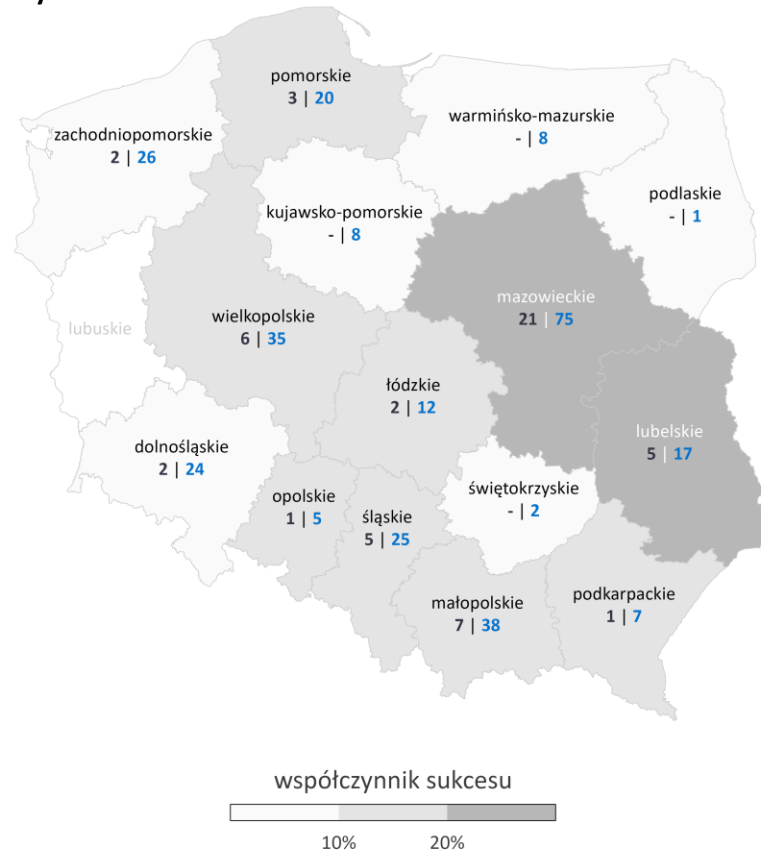 pomorskie
3 | 20
warmińsko-mazurskie
- | 8
zachodniopomorskie
2 | 26
podlaskie
- | 1
kujawsko-pomorskie
- | 8
mazowieckie
21 | 75
wielkopolskie
6 | 35
lubuskie
łódzkie
2 | 12
lubelskie
5 | 17
dolnośląskie
2 | 24
świętokrzyskie
- | 2
opolskie
1 | 5
śląskie
5 | 25
podkarpackie
1 | 7
małopolskie
7 | 38
współczynnik sukcesu
10% 20%